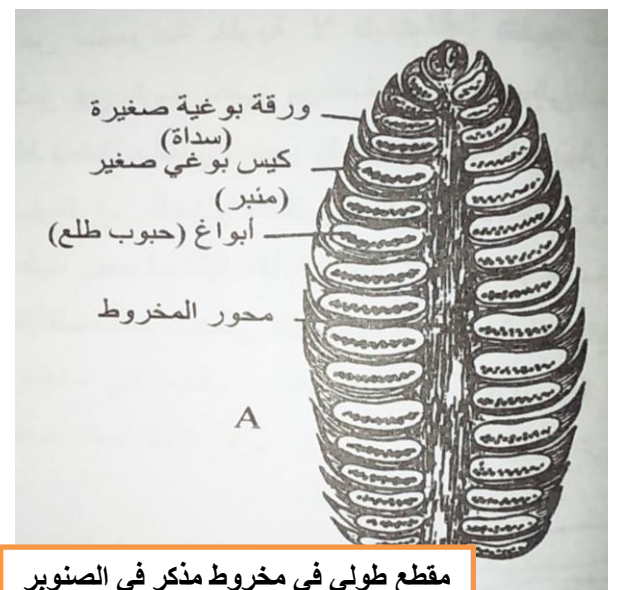 ورقة بوغية صغيرة
(سداة)
كيس بوغي صغير
(مئبر)
أبواغ (حبوب طلع)
محور المخروط
A
مقطع طولي في مخروط مذكر في الصنوبر